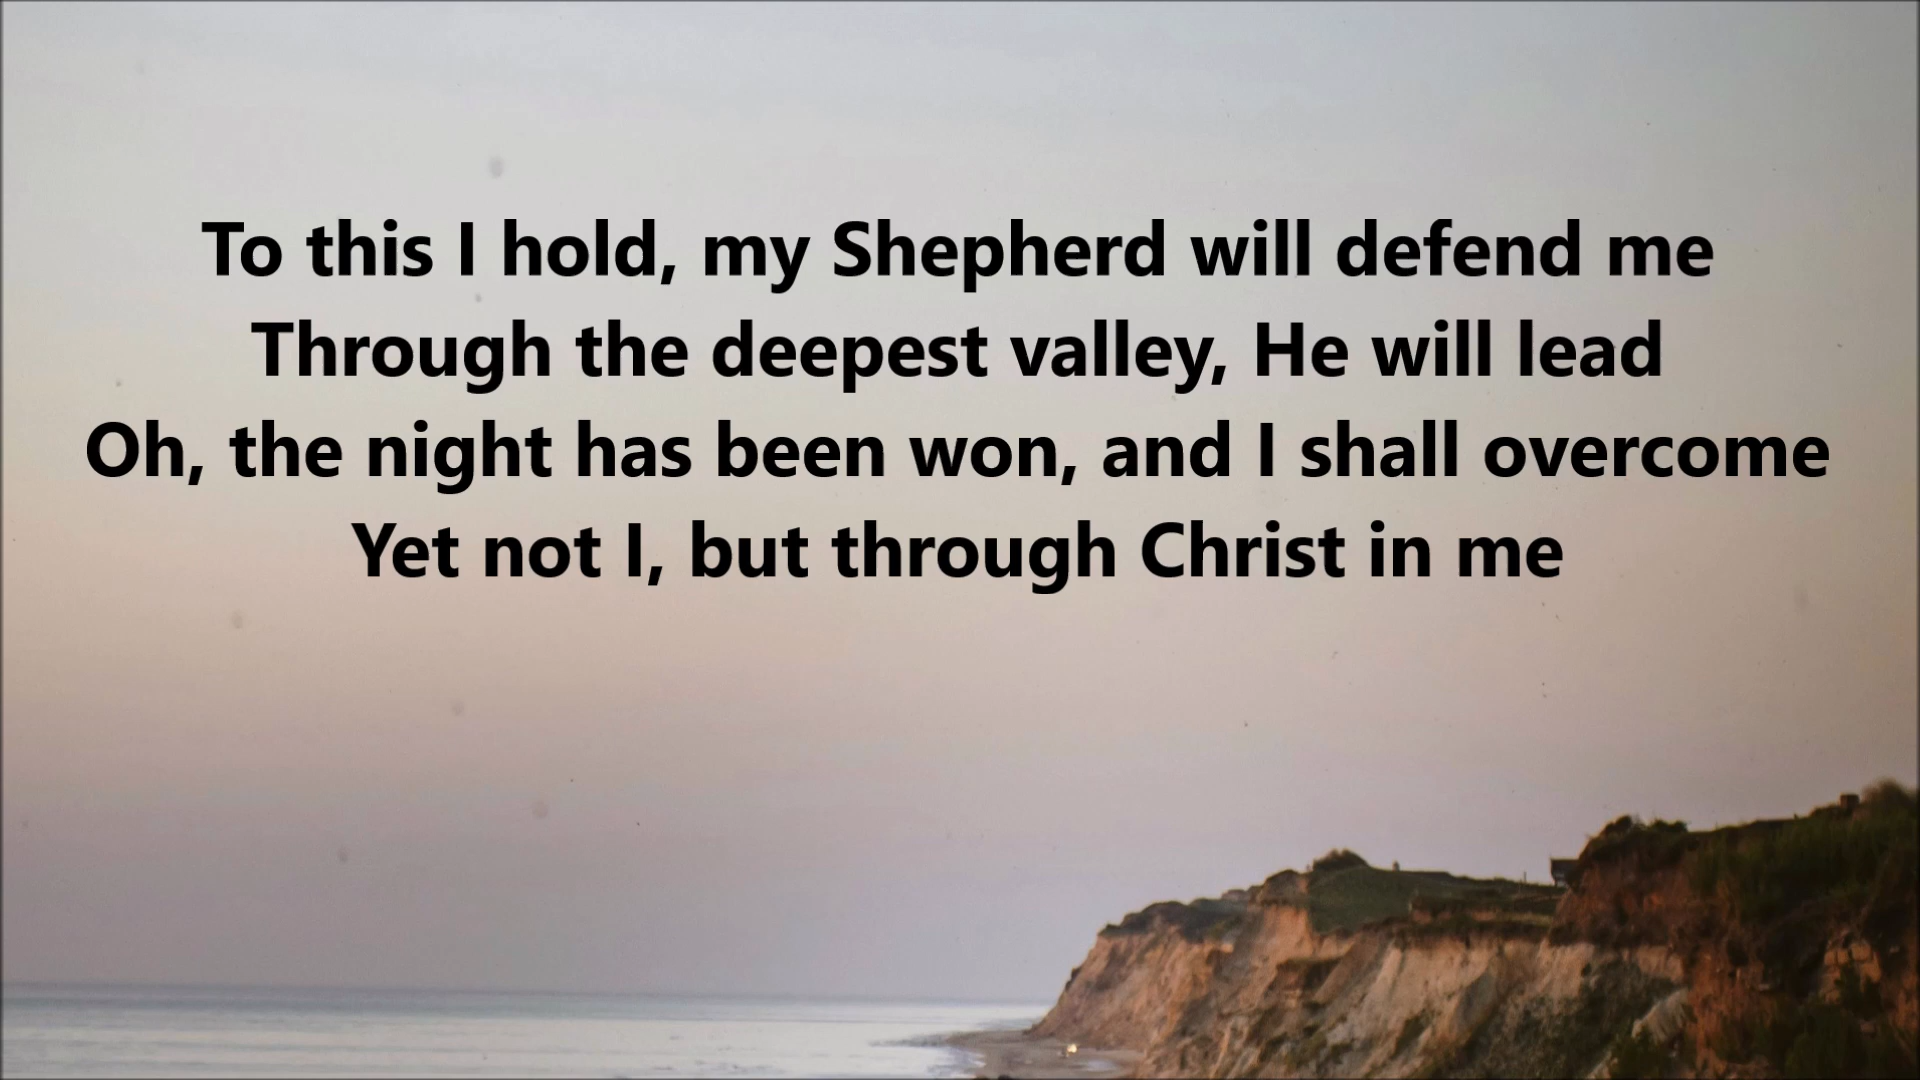 To this I hold, my Shepherd will defend me
Through the deepest valley, He will lead
Oh, the night has been won, and I shall overcome
Yet not I, but through Christ in me